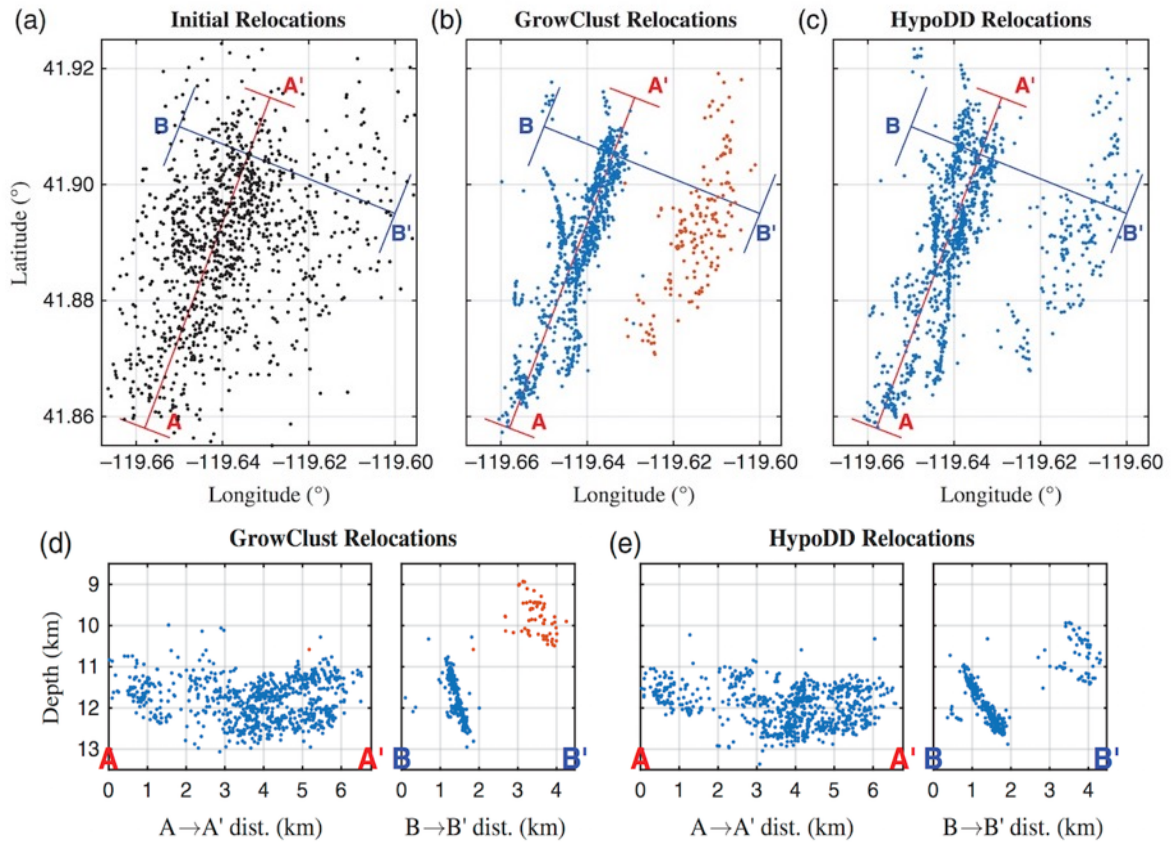 (a) Initial Relocations
(b) GrowClust Relocations
(c) HypoDD Relocations
Latitude (°)
41.92
41.90
41.88
41.86
A'
B
B'
A
−119.66 −119.64 −119.62 −119.60
Longitude (°)
A'
B
B'
A
−119.66 −119.64 −119.62 −119.60
Longitude (°)
A'
B
B'
A
−119.66 −119.64 −119.62 −119.60
Longitude (°)
(d) GrowClust Relocations
(e) HypoDD Relocations
Depth (km)
9
10
11
12
13
A A' B B' A A' B B'
0 1 2 3 4 5 6 0 1 2 3 4 0 1 2 3 4 5 6 0 1 2 3 4
A→A' dist. (km) B→B' dist. (km) A→A' dist. (km) B→B' dist. (km)